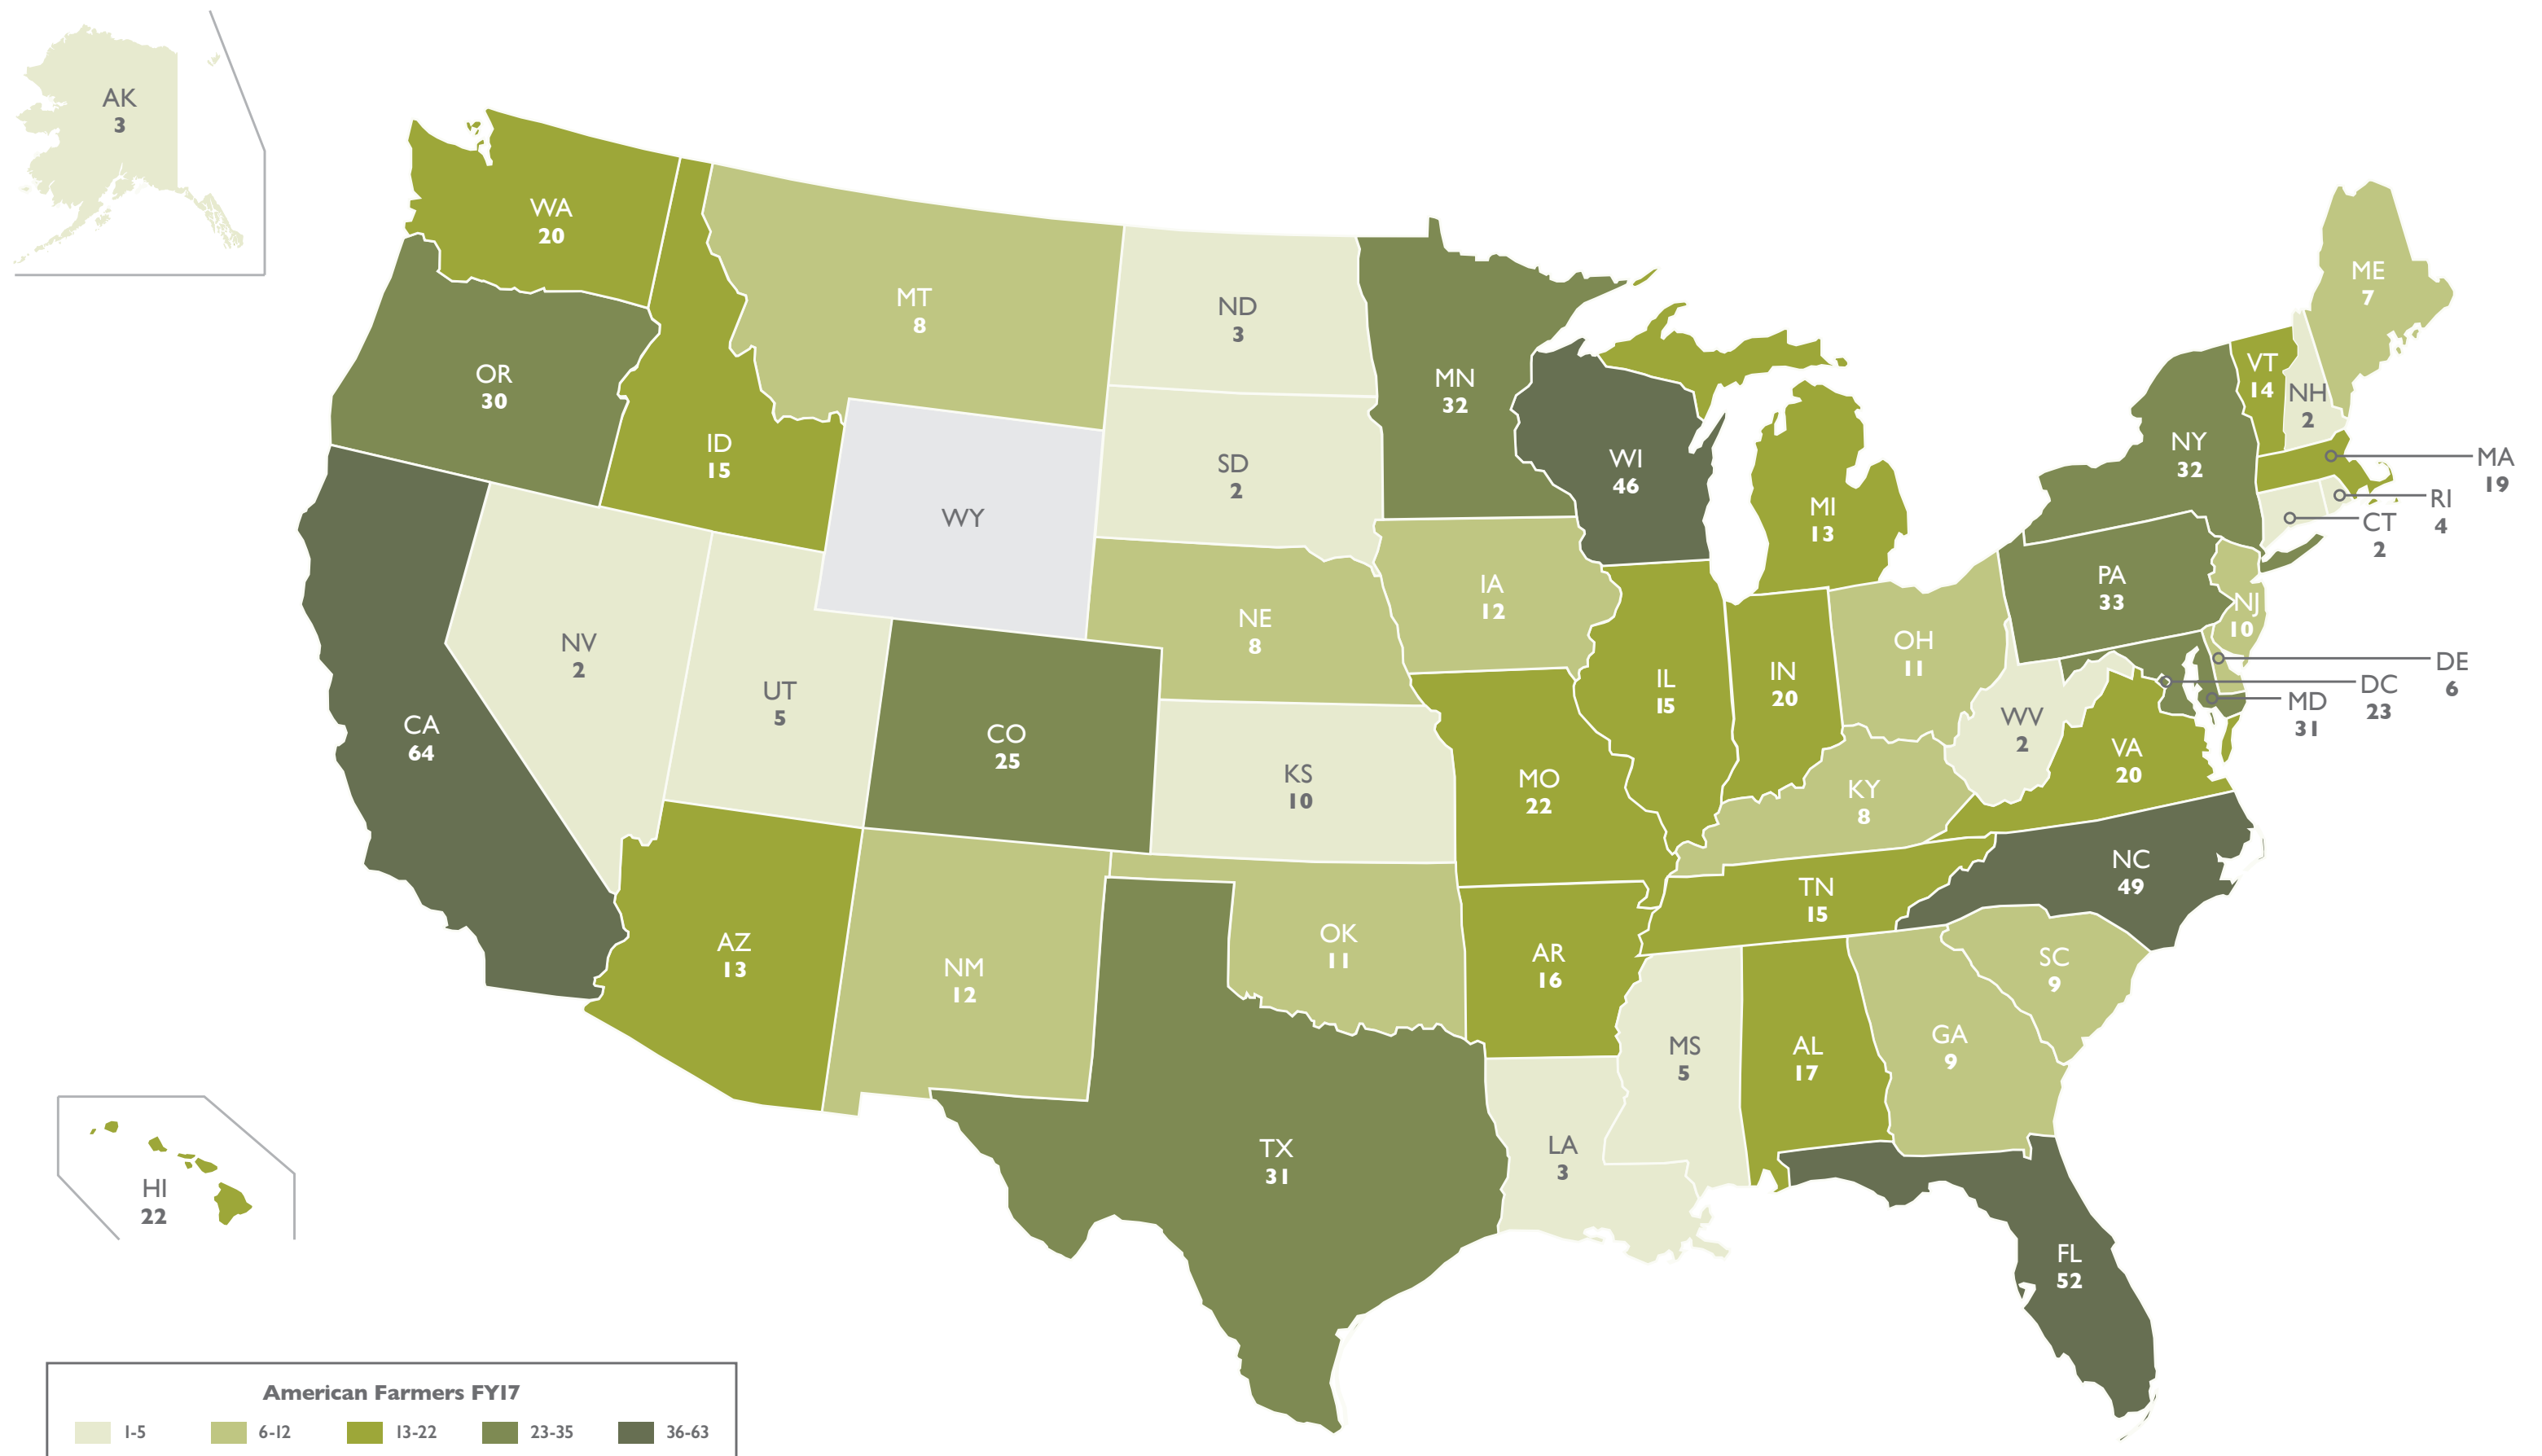 AK
3
WA
20
MT
8
ND
3
ME
7
OR
30
MN
32
VT
14
NH
2
ID
15
SD
2
WI
46
NY
32
MA
19
MI
13
RI
4
WY
CT
2
IA
12
PA
33
NE
8
NJ
10
NV
2
OH
11
DE
6
UT
5
IL
15
IN
20
DC
23
MD
31
CA
64
CO
25
WV
2
VA
20
KS
10
MO
22
KY
8
NC
49
TN
15
AZ
13
NM
12
OK
11
AR
16
SC
9
MS
5
AL
17
GA
9
TX
31
LA
3
HI
22
FL
52
American Farmers FY17
1-5
6-12
13-22
23-35
36-63